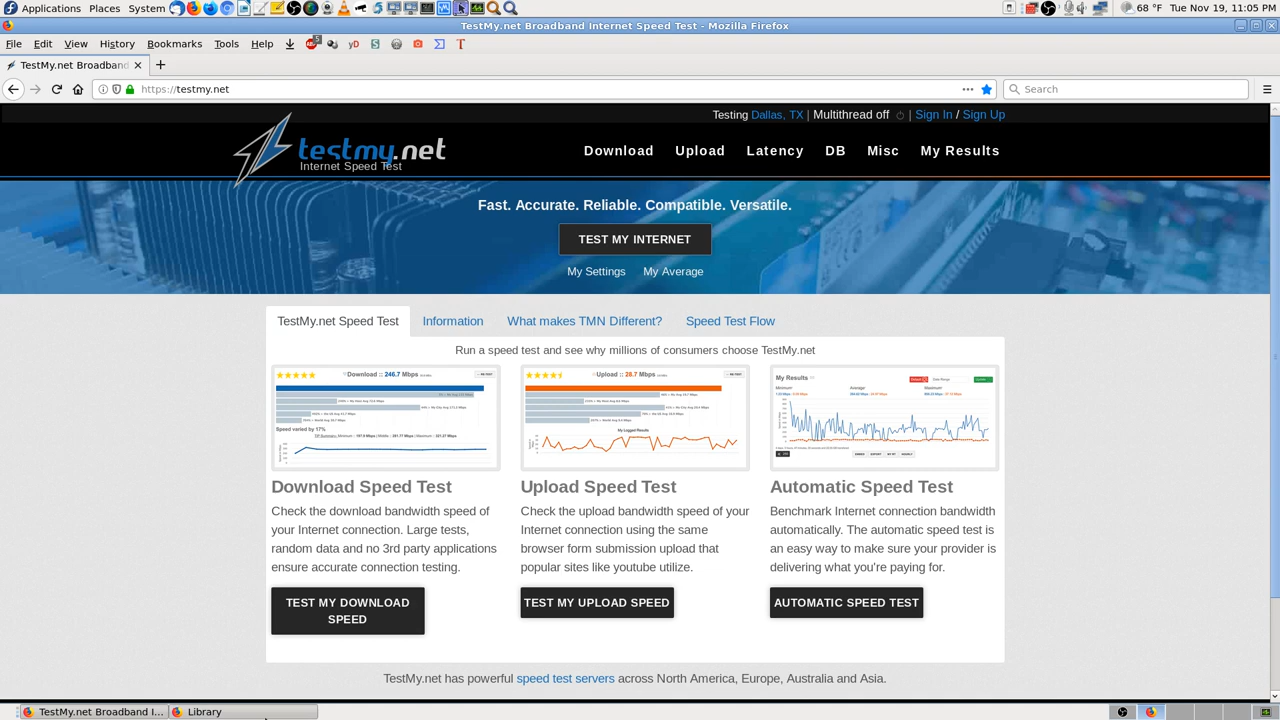 Applications Places System 68 °F Tue Nov 19, 11:05 PM
TestMy.net Broadband Internet Speed Test - Mozilla Firefox
File Edit View History Bookmarks Tools Help
TestMy.net Broadband
https://testmy.net
Search
Testing Dallas, TX | Multithread off | Sign In / Sign Up
testmy.net
Internet Speed Test
Download Upload Latency DB Misc My Results
Fast. Accurate. Reliable. Compatible. Versatile.
TEST MY INTERNET
My Settings My Average
TestMy.net Speed Test Information What makes TMN Different? Speed Test Flow
Run a speed test and see why millions of consumers choose TestMy.net
Download :: 246.7 Mbps
Speed varied by 17%
Upload :: 28.7 Mbps
My Logged Results
My Results
Minimum: Average: Maximum:
Download Speed Test
Check the download bandwidth speed of
your Internet connection. Large tests,
random data and no 3rd party applications
ensure accurate connection testing.
TEST MY DOWNLOAD
SPEED
Upload Speed Test
Check the upload bandwidth speed of your
Internet connection using the same
browser form submission upload that
popular sites like youtube utilize.
TEST MY UPLOAD SPEED
Automatic Speed Test
Benchmark Internet connection bandwidth
automatically. The automatic speed test is
an easy way to make sure your provider is
delivering what you're paying for.
AUTOMATIC SPEED TEST
TestMy.net has powerful speed test servers across North America, Europe, Australia and Asia.
TestMy.net Broadband I... Library